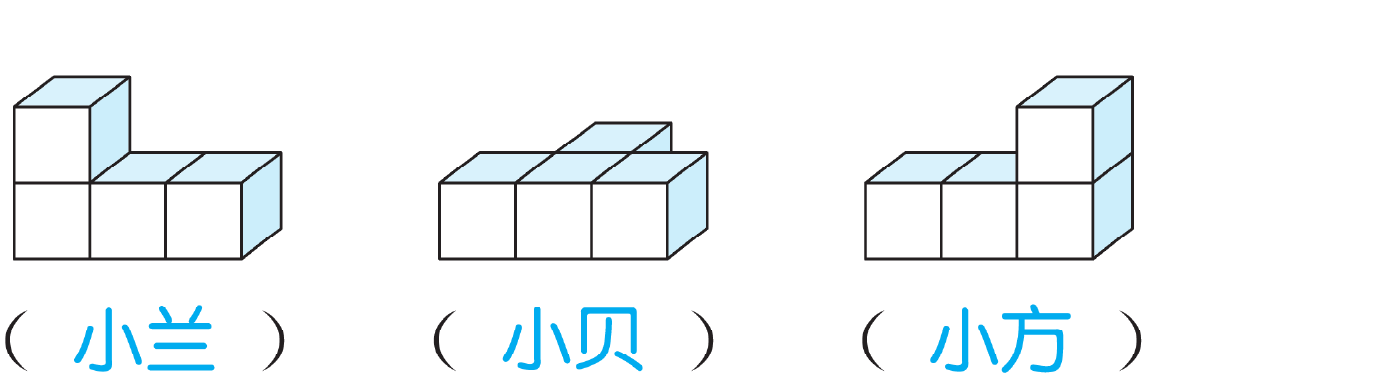 （ 小兰 ） （ 小贝 ） （ 小方 ）